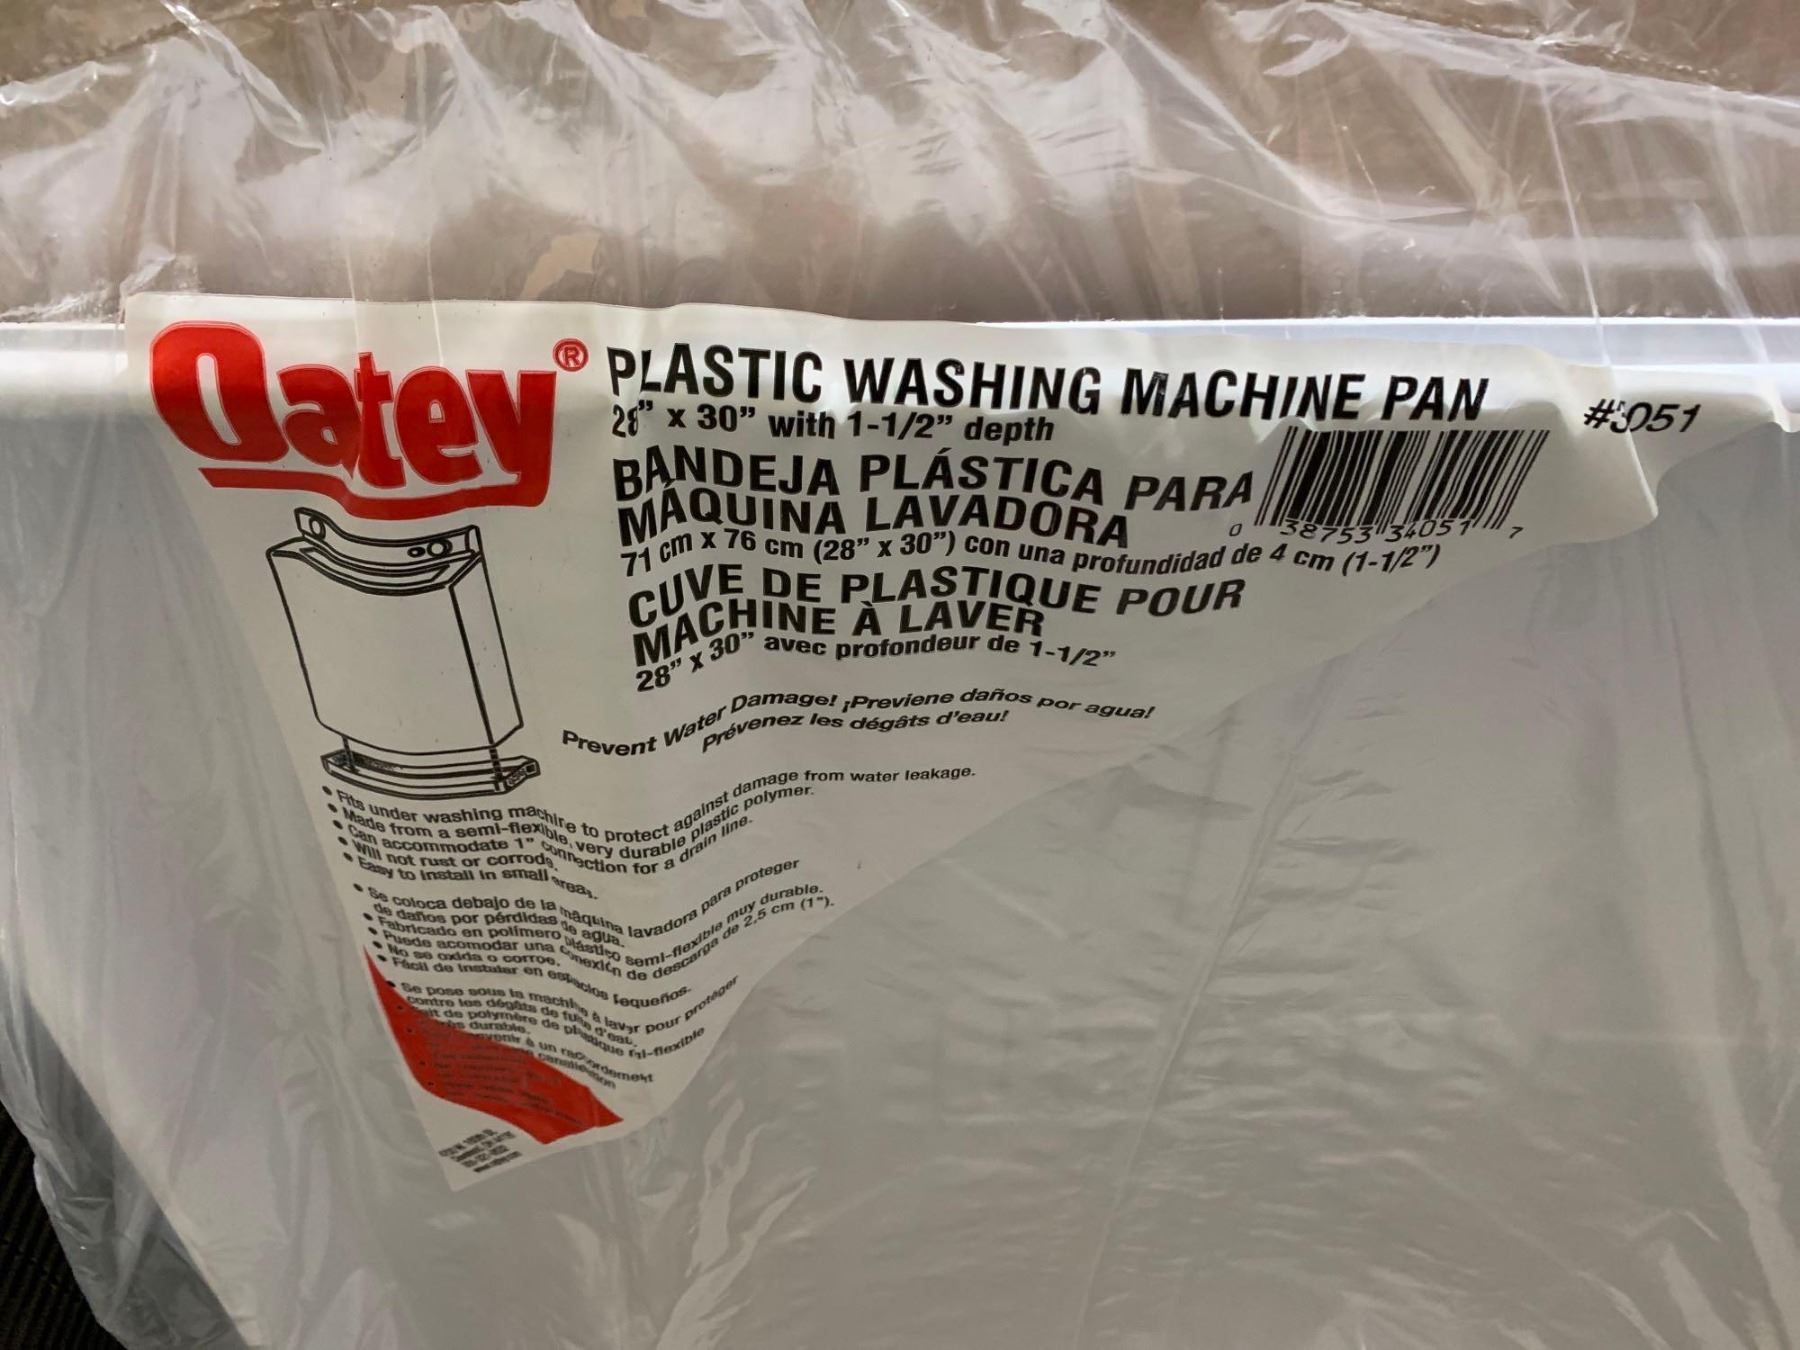 Oatey®
PLASTIC WASHING MACHINE PAN
28" x 30" with 1-1/2" depth
BANDEJA PLÁSTICA PARA
MÁQUINA LAVADORA
71 cm x 76 cm (28" x 30") con una profundidad de 4 cm (1-1/2")
CUVE DE PLASTIQUE POUR
MACHINE À LAVER
28" x 30" avec profondeur de 1-1/2"
0 38753 34051 7
Prevent Water Damage! ¡Previene daños por agua!
Prévenez les dégâts d'eau!
• Fits under washing machine to protect against damage from water leakage.
• Made from a semi-flexible, very durable plastic polymer.
• Can accommodate 1" connection for a drain line.
• Will not rust or corrode.
• Easy to install in small areas.
• Se coloca debajo de la máquina lavadora para proteger
de daños por pérdidas de agua.
• Fabricado en polímero plástico semi-flexible muy durable.
• Puede acomodar una conexión de descarga de 2,5 cm (1").
• No se oxida o corroe.
• Fácil de instalar en espacios pequeños.
• Se pose sous la machine à laver pour protéger
contre les dégâts de fuite d'eau.
de polymère de plastique
durable.
à un raccordement
canalisation